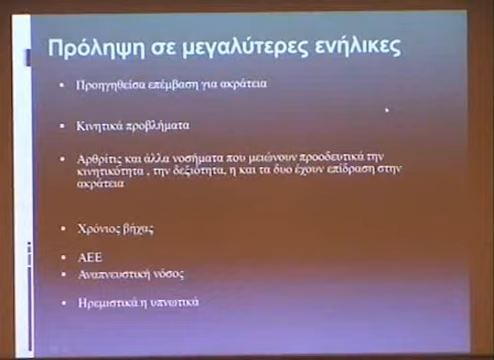 Πρόληψη σε μεγαλύτερες ενήλικες
• Προηγηθείσα επέμβαση για ακράτεια
• Κινητικά προβλήματα
• Αρθρίτις και άλλα νοσήματα που μειώνουν προοδευτικά την
κινητικότητα , την δεξιότητα, η και τα δυο έχουν επίδραση στην
ακράτεια
• Χρόνιος βήχας
• ΑΕΕ
• Αναπνευστική νόσος
• Ηρεμιστικά η υπνωτικά